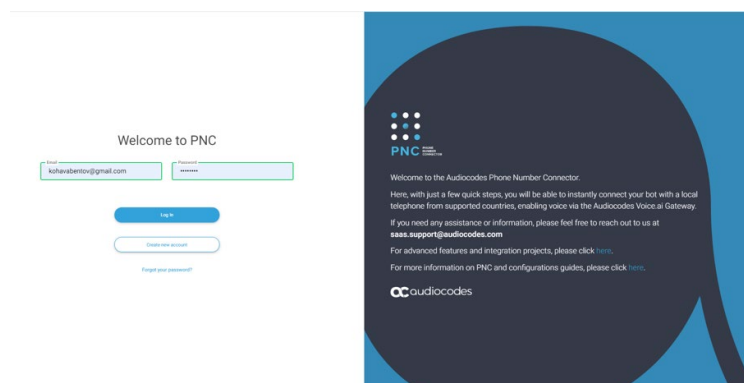 Welcome to PNC
Email
kohavabentov@gmail.com
Password
••••••••
Log in
Create new account
Forgot your password?
PNC PHONE
NUMBER
CONNECTOR
Welcome to the Audiocodes Phone Number Connector.
Here, with just a few quick steps, you will be able to instantly connect your bot with a local
telephone from supported countries, enabling voice via the Audiocodes Voice.ai Gateway.
If you need any assistance or information, please feel free to reach out to us at
saas.support@audiocodes.com
For advanced features and integration projects, please click here.
For more information on PNC and configurations guides, please click here.
audiocodes